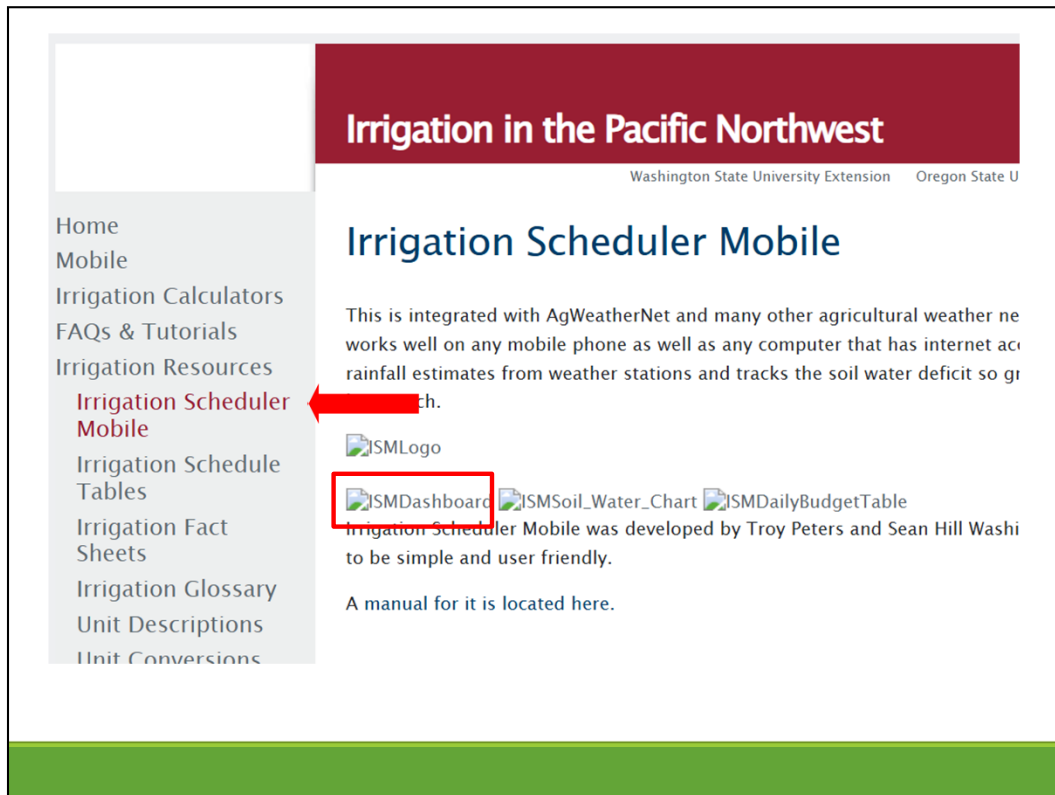 Irrigation in the Pacific Northwest
Washington State University Extension Oregon State U
Home
Mobile
Irrigation Calculators
FAQs & Tutorials
Irrigation Resources
Irrigation Scheduler
Mobile
Irrigation Schedule
Tables
Irrigation Fact
Sheets
Irrigation Glossary
Unit Descriptions
Unit Conversions
Irrigation Scheduler Mobile
This is integrated with AgWeatherNet and many other agricultural weather ne
works well on any mobile phone as well as any computer that has internet acc
rainfall estimates from weather stations and tracks the soil water deficit so gr
ch.
ISMLogo
ISMDashboard ISMSoil_Water_Chart ISMDailyBudgetTable
Irrigation Scheduler Mobile was developed by Troy Peters and Sean Hill Washi
to be simple and user friendly.
A manual for it is located here.